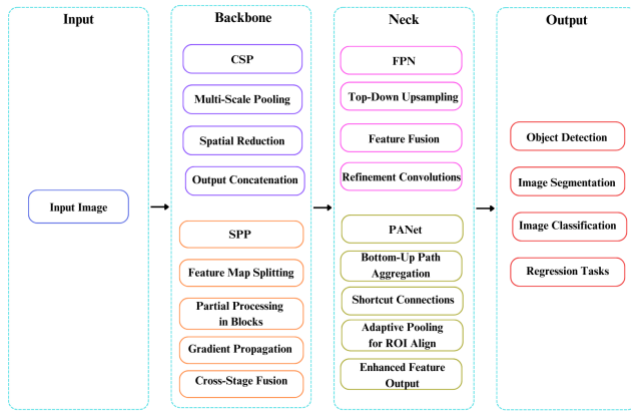 Input
Input Image
Backbone
CSP
Multi-Scale Pooling
Spatial Reduction
Output Concatenation
SPP
Feature Map Splitting
Partial Processing
in Blocks
Gradient Propagation
Cross-Stage Fusion
Neck
FPN
Top-Down Upsampling
Feature Fusion
Refinement Convolutions
PANet
Bottom-Up Path
Aggregation
Shortcut Connections
Adaptive Pooling
for ROI Align
Enhanced Feature
Output
Output
Object Detection
Image Segmentation
Image Classification
Regression Tasks